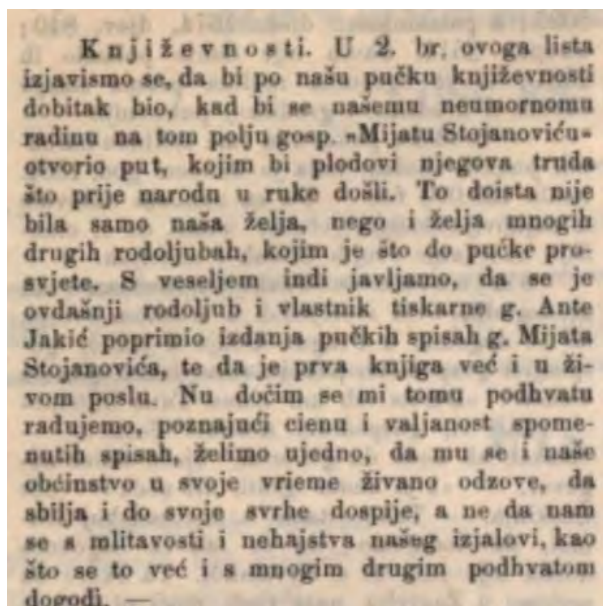 Književnosti. U 2. br. ovoga lista
izjavismo se, da bi po našu pučku književnosti
dobitak bio, kad bi se našemu neumornomu
radinu na tom polju gosp. »Mijatu Stojanoviću«
otvorio put, kojim bi plodovi njegova truda
što prije narodu u ruke došli. To doista nije
bila samo naša želja, nego i želja mnogih
drugih rodoljubah, kojim je što do pučke pro-
svjete. S veseljem indi javljamo, da se je
ovdašnji rodoljub i vlastnik tiskarne g. Ante
Jakić poprimio izdanja pučkih spisah g. Mijata
Stojanovića, te da je prva knjiga već i u ži-
vom poslu. Nu dočim se mi tomu podhvatu
radujemo, poznajući cienu i valjanost spome-
nutih spisah, želimo ujedno, da mu se i naše
obćinstvo u svoje vrieme živano odzove, da
sbilja i do svoje svrhe dospije, a ne da nam
se s mlitavosti i nehajstva našeg izjalovi, kao
što se to već i s mnogim drugim podhvatom
dogodi. —